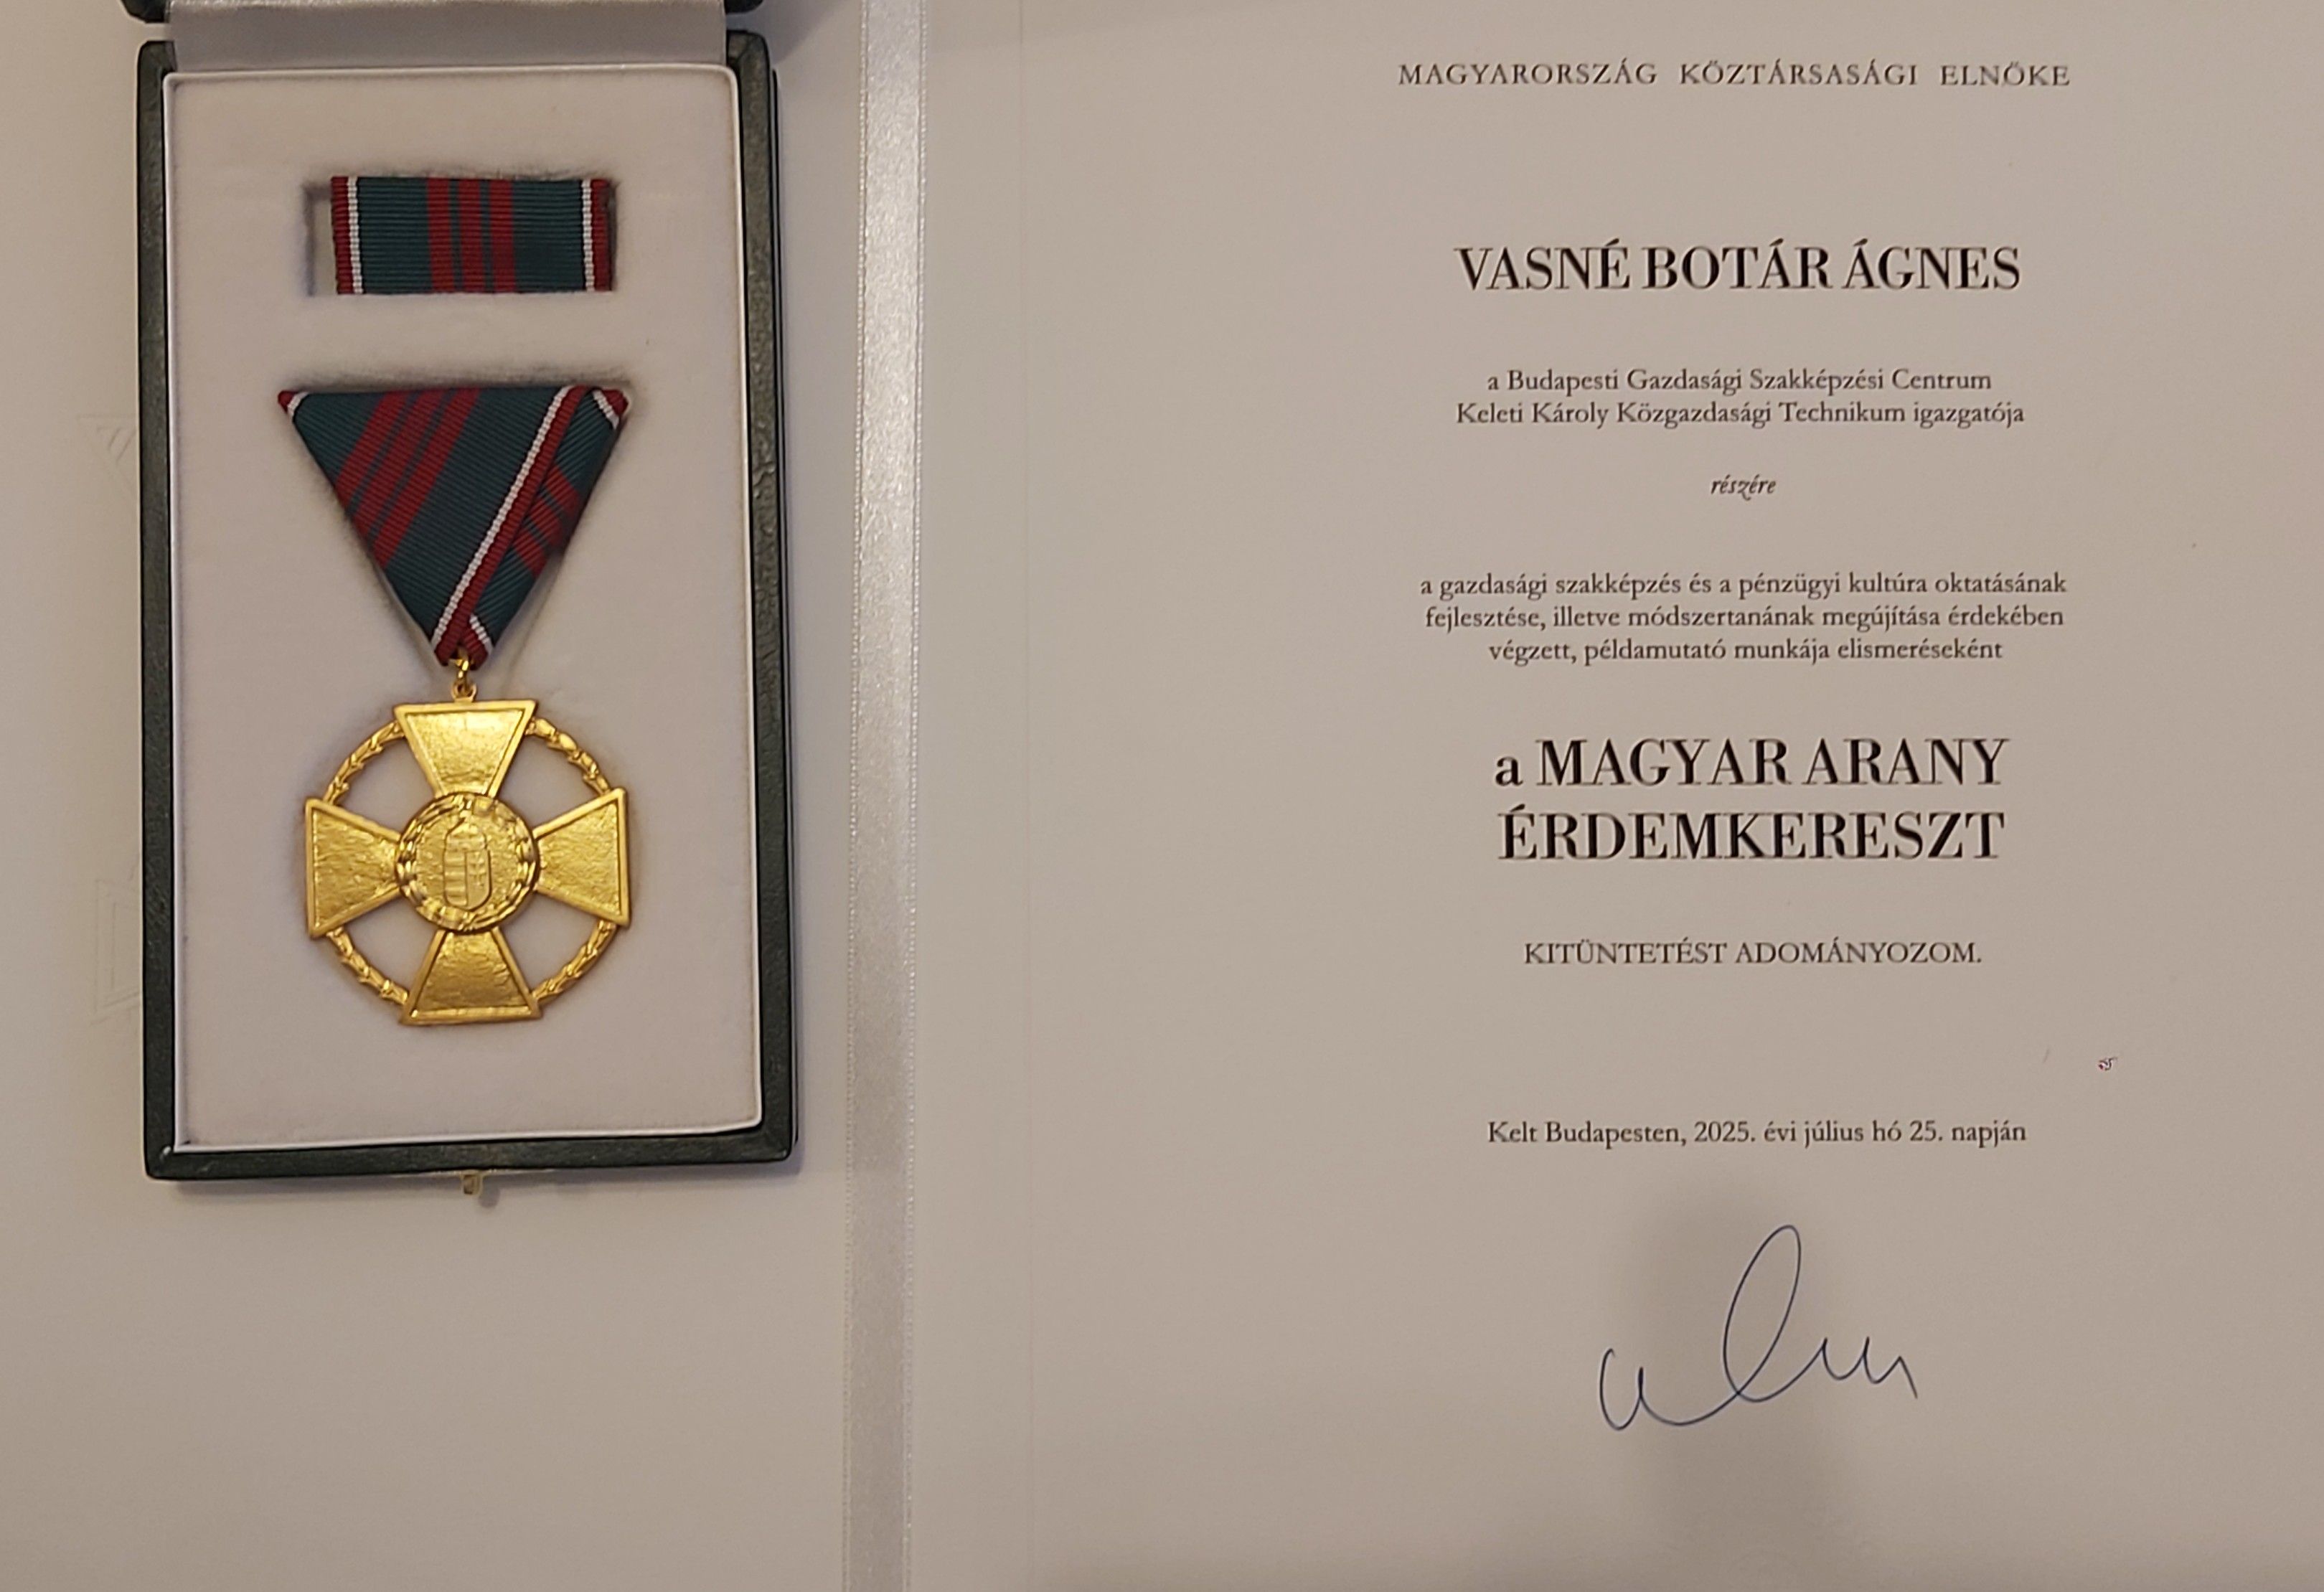 MAGYARORSZÁG KÖZTÁRSASÁGI ELNÖKE
VASNÉ BOTÁR ÁGNES
a Budapesti Gazdasági Szakképzési Centrum
Keleti Károly Közgazdasági Technikum igazgatója
részére
a gazdasági szakképzés és a pénzügyi kultúra oktatásának
fejlesztése, illetve módszertanának megújítása érdekében
végzett, példamutató munkája elismeréseként
a MAGYAR ARANY
ÉRDEMKERESZT
KITÜNTETÉST ADOMÁNYOZOM.
Kelt Budapesten, 2025. évi július hó 25. napján